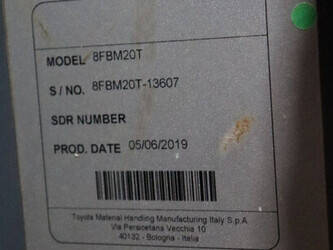 MODEL 8FBM20T
S / NO. 8FBM20T-13607
SDR NUMBER
PROD. DATE 05/06/2019
Toyota Material Handling Manufacturing Italy S.p.A
Via Persicetana Vecchia 10
40132 - Bologna - Italia